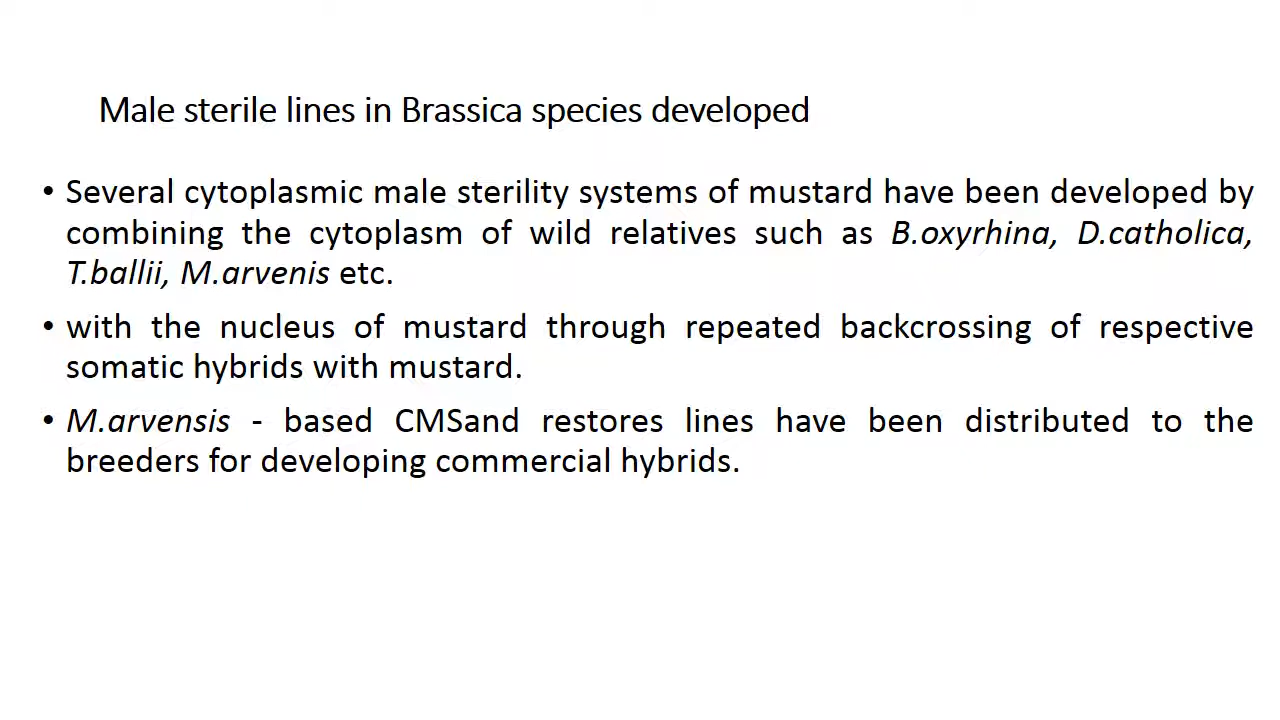 Male sterile lines in Brassica species developed
• Several cytoplasmic male sterility systems of mustard have been developed by
combining the cytoplasm of wild relatives such as B.oxyrhina, D.catholica,
T.ballii, M.arvenis etc.
• with the nucleus of mustard through repeated backcrossing of respective
somatic hybrids with mustard.
• M.arvensis - based CMSand restores lines have been distributed to the
breeders for developing commercial hybrids.